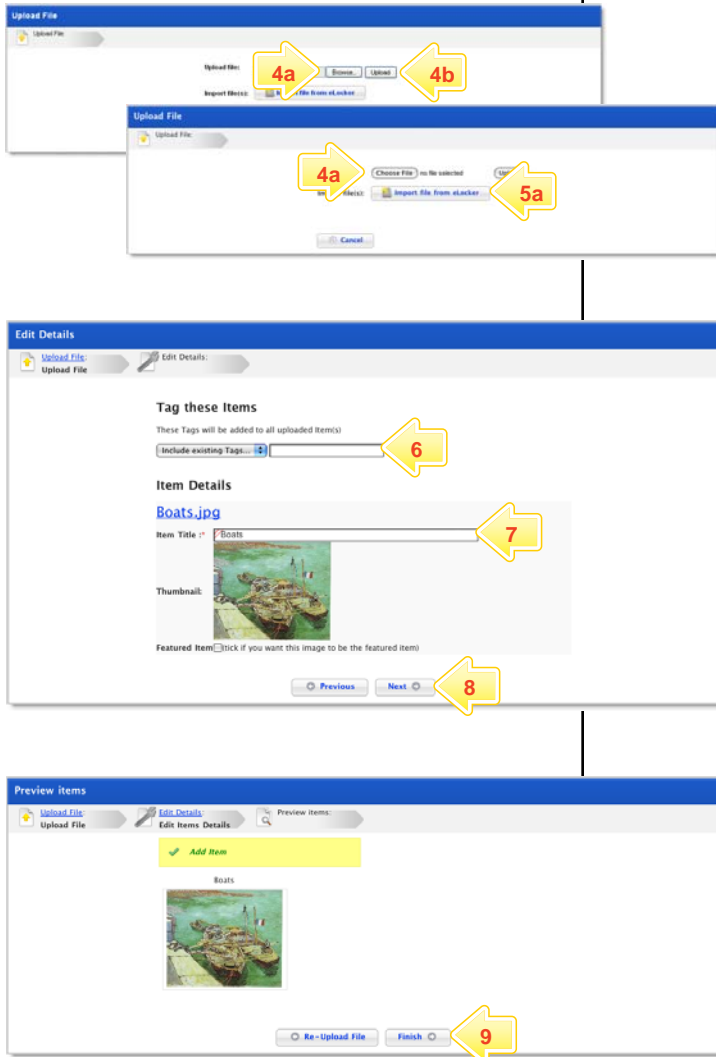 Upload File
Upload File:
Upload file:
4a
Browse... Upload
4b
Import file(s):
file from eLocker
Upload File
Upload File:
4a
Choose File no file selected
file(s): Import file from eLocker
5a
Cancel
Edit Details
Upload File:
Upload File
Edit Details:
Tag these Items
These Tags will be added to all uploaded Item(s)
Include existing Tags...
6
Item Details
Boats.jpg
Item Title :* Boats
7
Thumbnail:
Featured Item (tick if you want this image to be the featured item)
Previous Next
8
Preview items
Upload File:
Upload File
Edit Details:
Edit Items Details
Preview items:
Add Item
Boats
Re-Upload File Finish
9